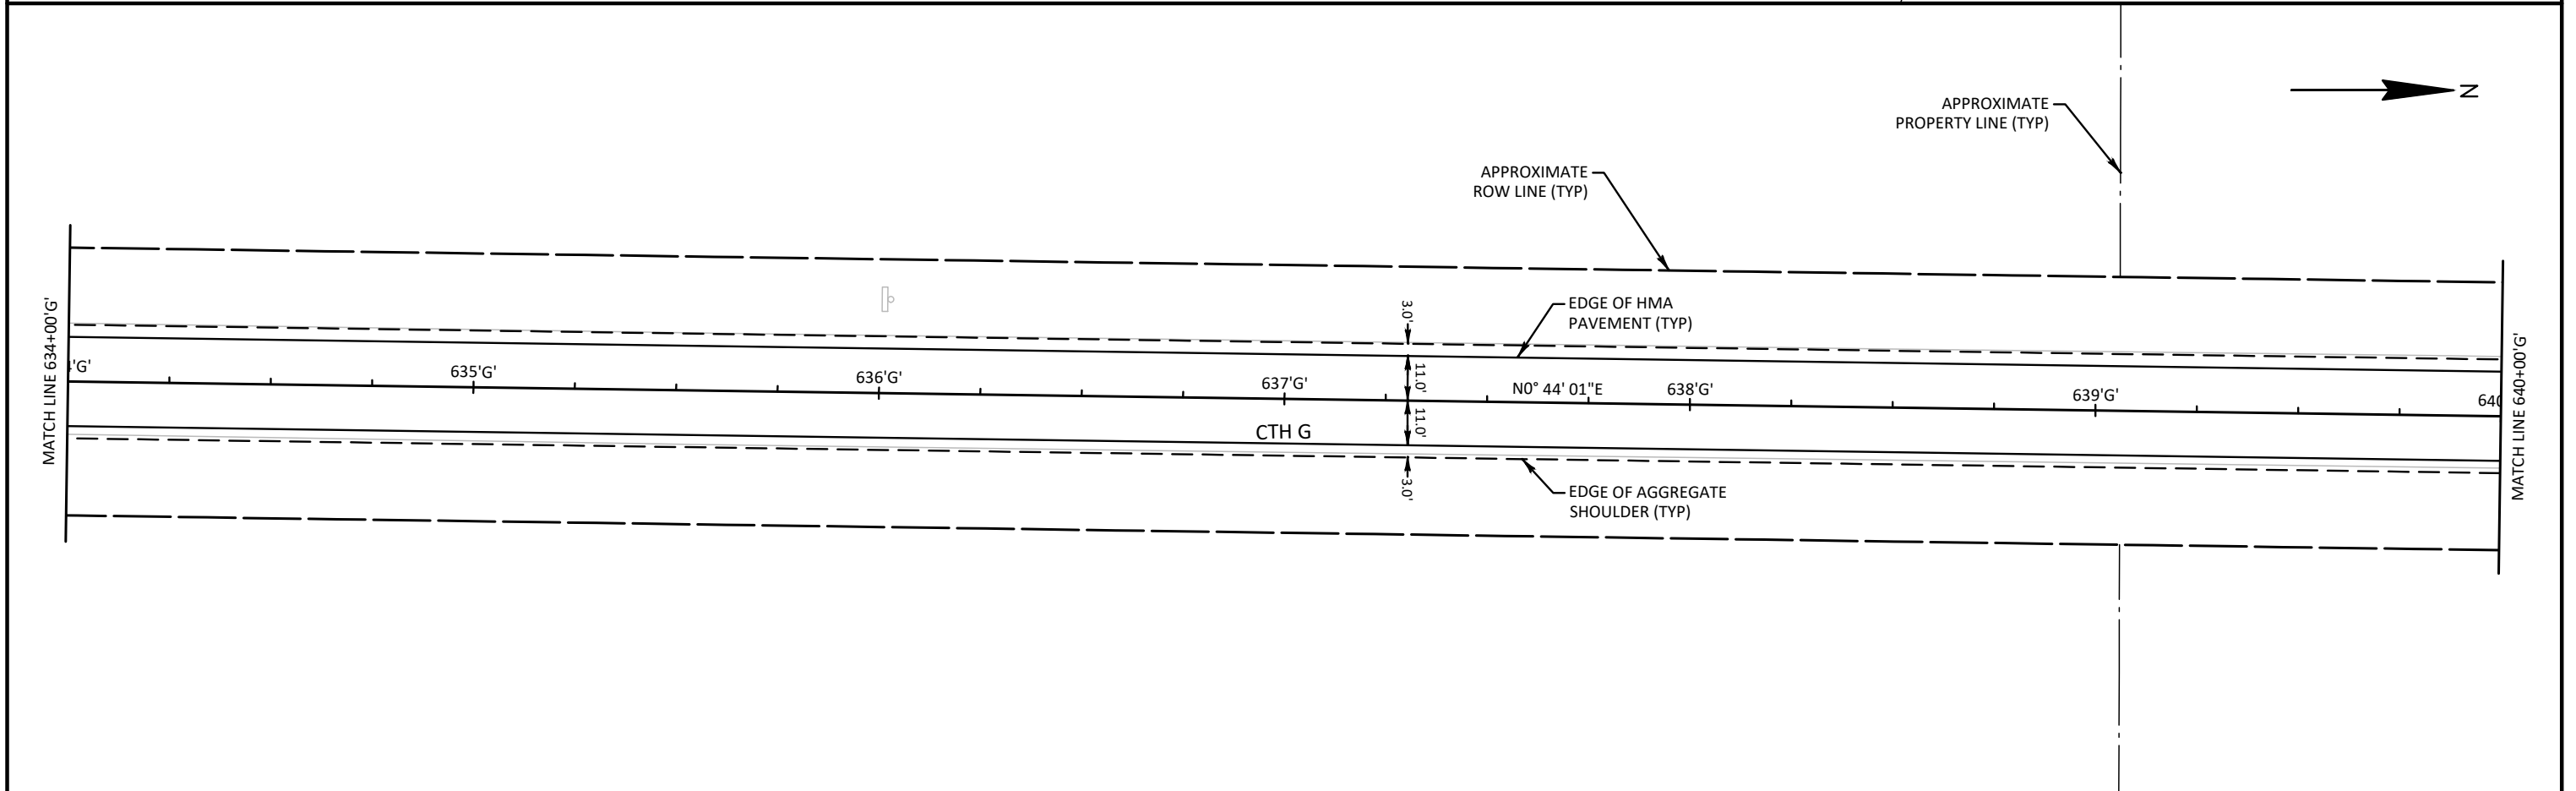 N
APPROXIMATE
PROPERTY LINE (TYP)
APPROXIMATE
ROW LINE (TYP)
MATCH LINE 634+00'G'
3.0'
EDGE OF HMA
PAVEMENT (TYP)
'G'
635'G'
636'G'
637'G'
11.0'
N0° 44' 01"E
638'G'
639'G'
640
MATCH LINE 640+00'G'
11.0'
CTH G
3.0'
EDGE OF AGGREGATE
SHOULDER (TYP)